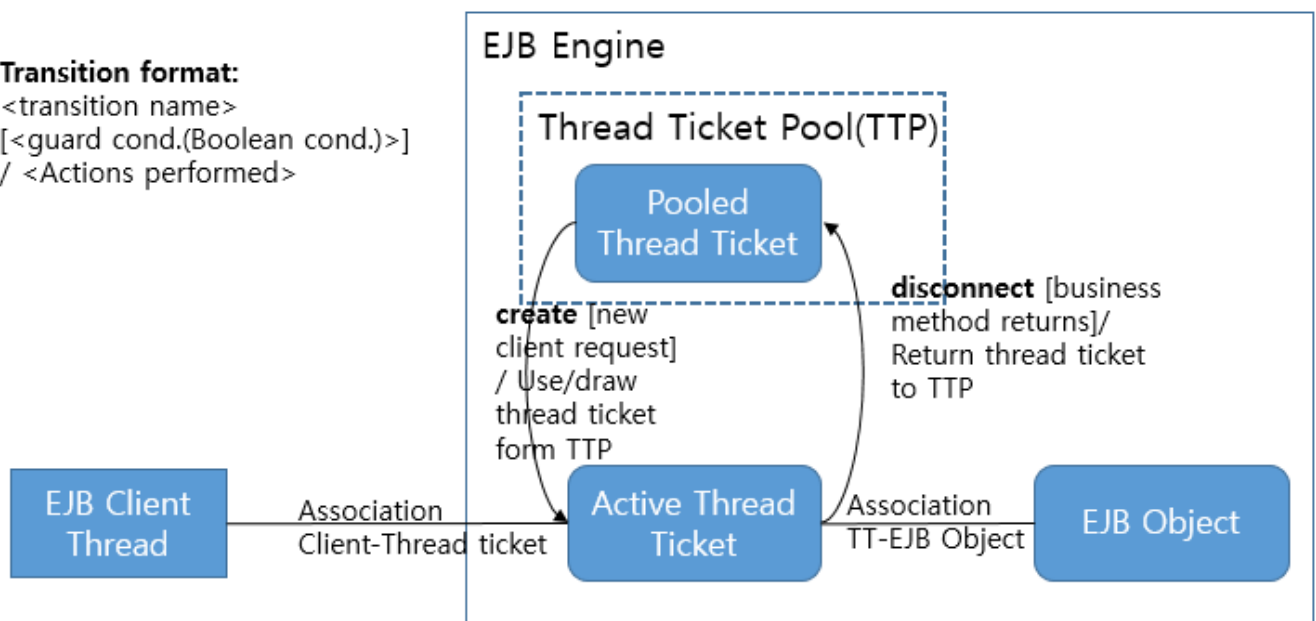 EJB Engine
Transition format:
<transition name>
[<guard cond.(Boolean cond.)>]
/ <Actions performed>
Thread Ticket Pool(TTP)
Pooled
Thread Ticket
create [new
client request]
/ Use/draw
thread ticket
form TTP
disconnect [business
method returns]/
Return thread ticket
to TTP
EJB Client
Thread
Association
Client-Thread ticket
Active Thread
Ticket
Association
TT-EJB Object
EJB Object